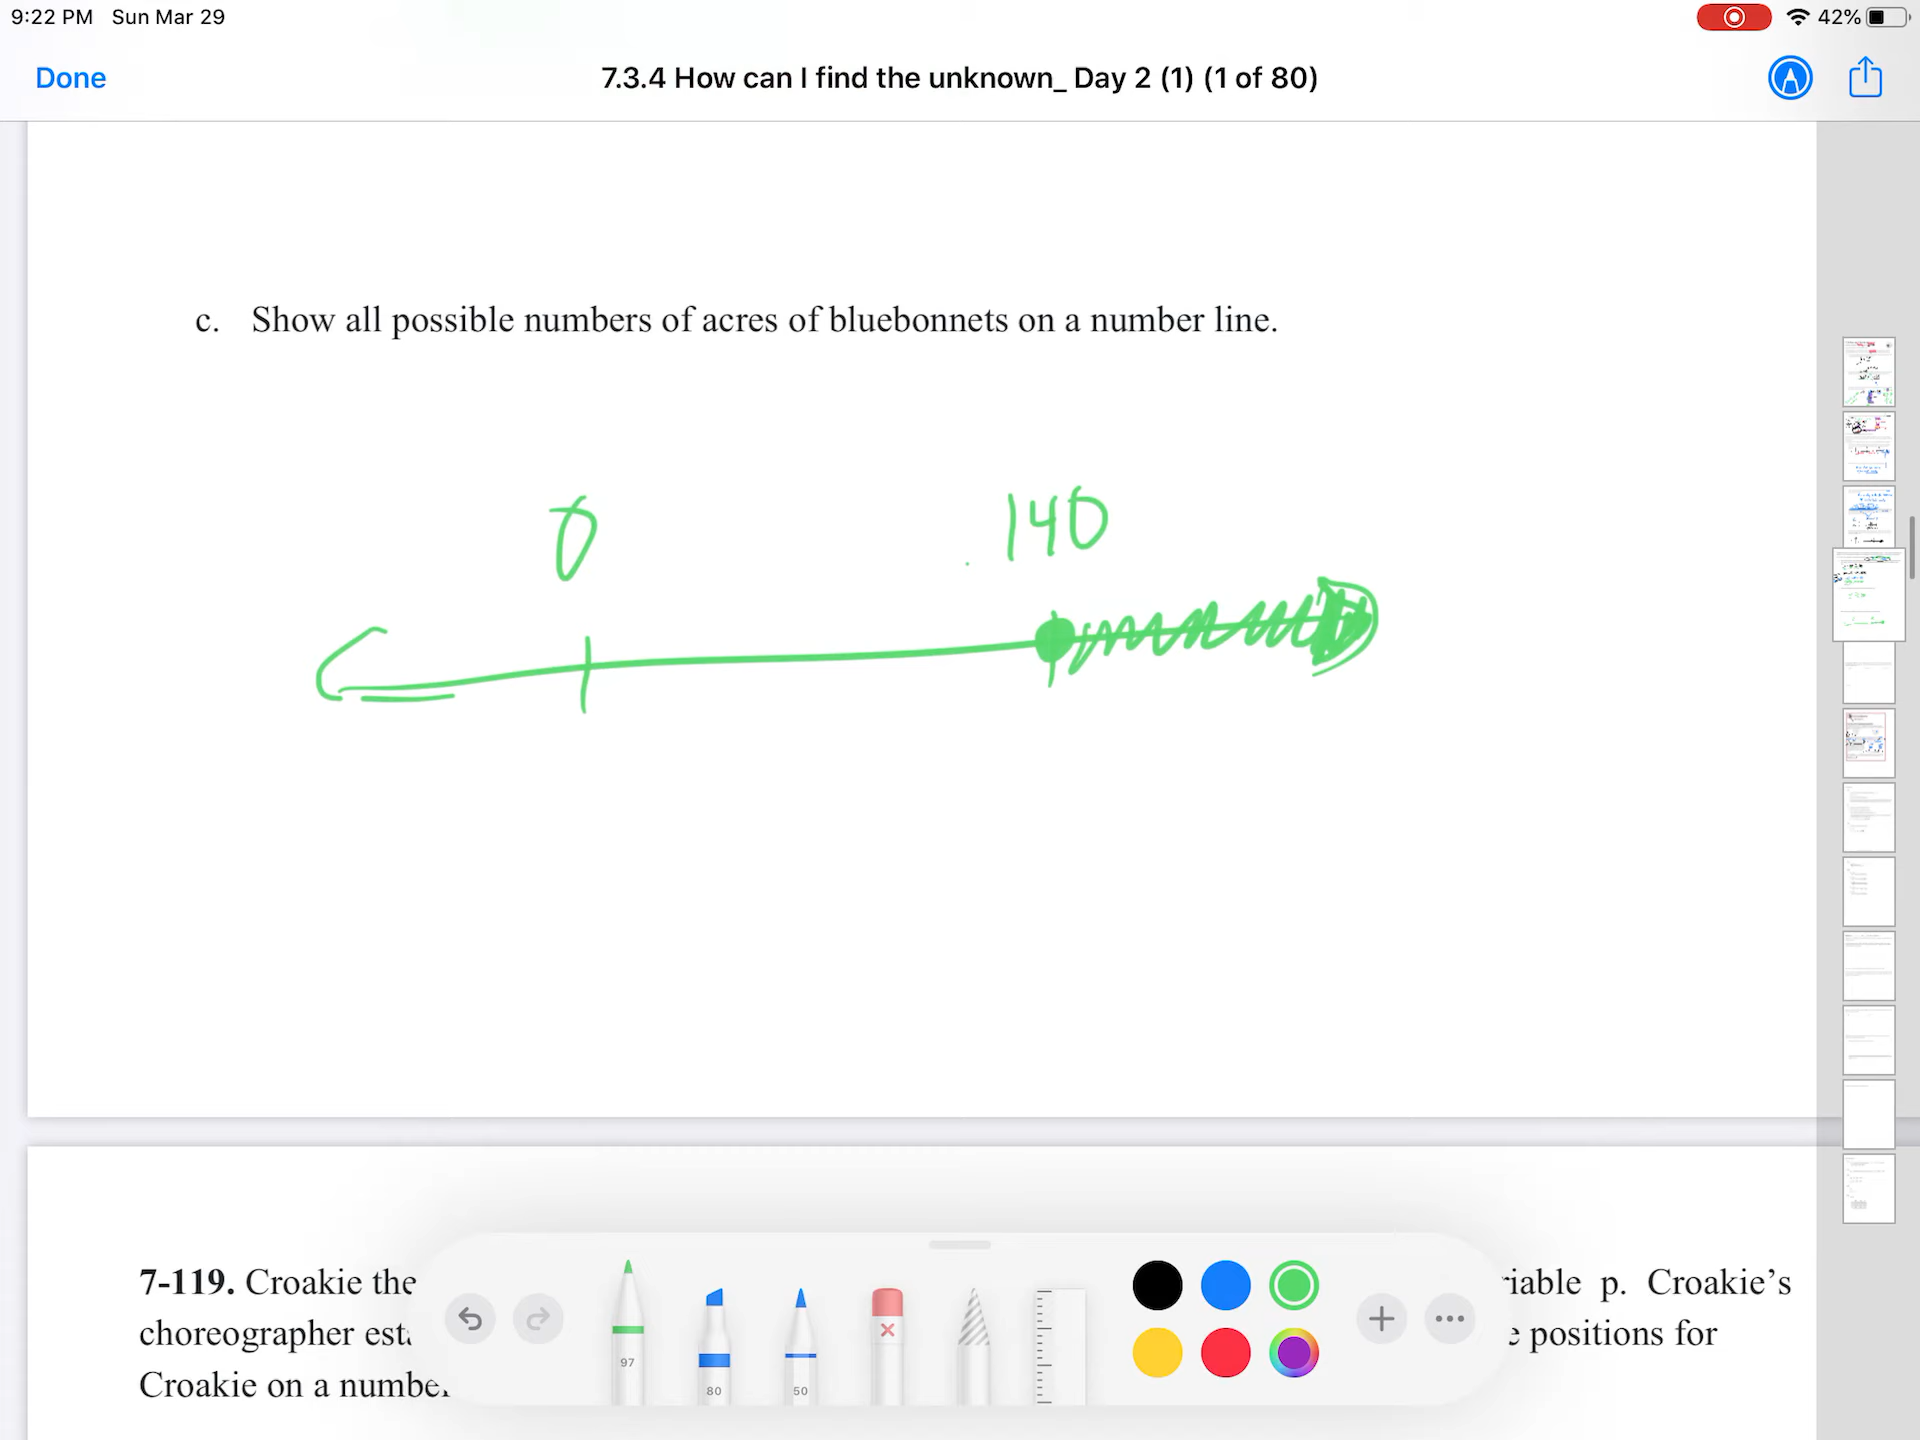 9:22 PM Sun Mar 29
42%
Done
7.3.4 How can I find the unknown_ Day 2 (1) (1 of 80)
c. Show all possible numbers of acres of bluebonnets on a number line.
0
140
7-119. Croakie the riable p. Croakie’s
choreographer est positions for
Croakie on a number
97
80
50